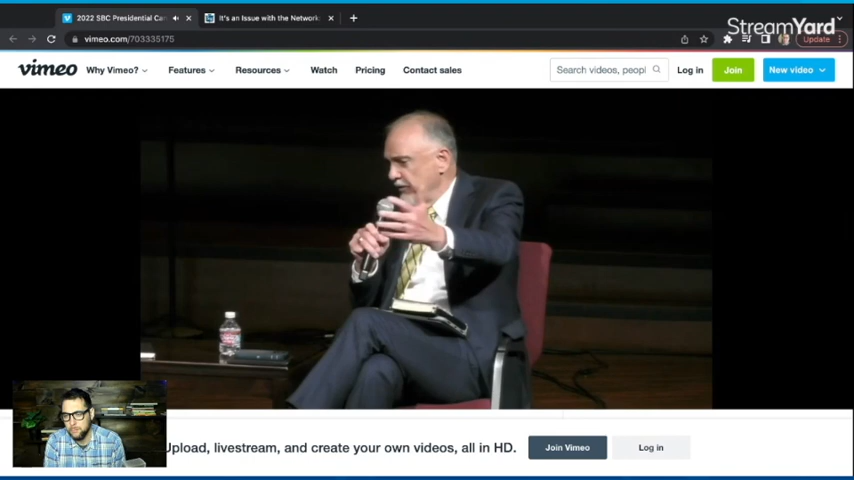 2022 SBC Presidential Can
It's an Issue with the Network
StreamYard
vimeo.com/703335175
Update
vimeo
Why Vimeo?
Features
Resources
Watch
Pricing
Contact sales
Search videos, peopl
Log in
Join
New video
Upload, livestream, and create your own videos, all in HD.
Join Vimeo
Log in